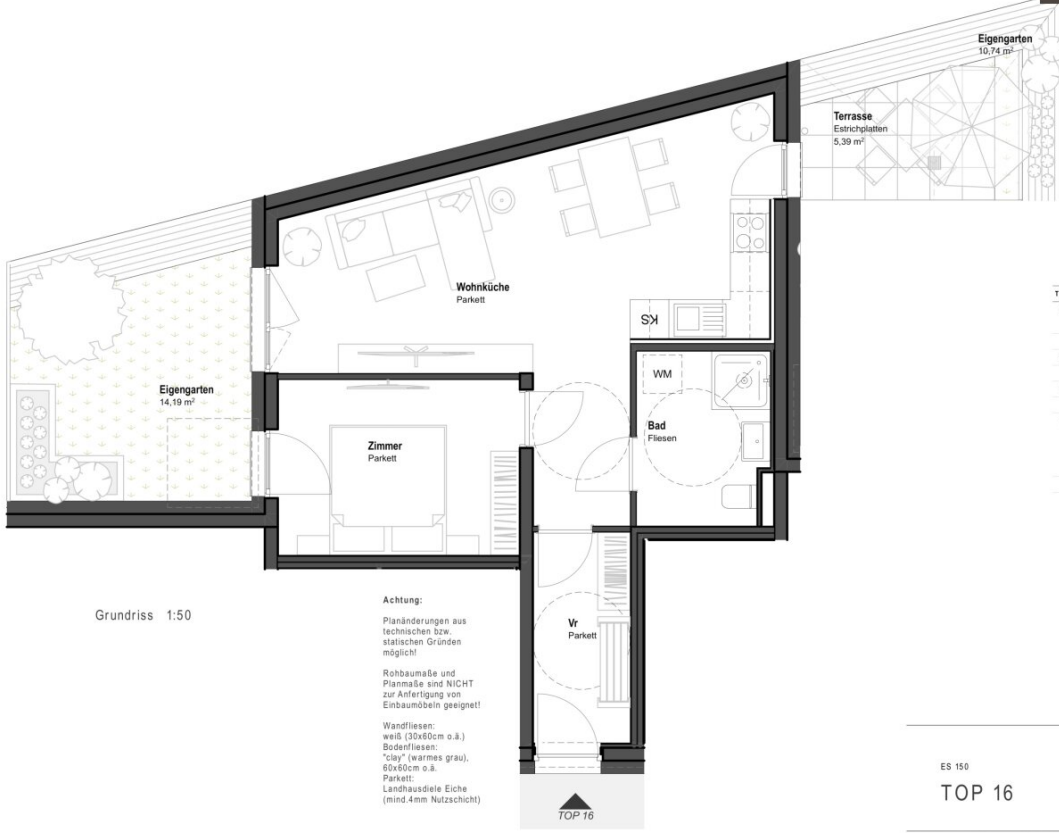 Eigengarten
10,74 m²
Terrasse
Estrichplatten
5,39 m²
Wohnküche
Parkett
KS
T
WM
Eigengarten
14,19 m²
Zimmer
Parkett
Bad
Fliesen
Grundriss 1:50
Achtung:
Planänderungen aus
technischen bzw.
statischen Gründen
möglich!
Rohbaumaße und
Planmaße sind NICHT
zur Anfertigung von
Einbaumöbeln geeignet!
Wandfliesen:
weiß (30x60cm o.ä.)
Bodenfliesen:
"clay" (warmes grau),
60x60cm o.ä.
Parkett:
Landhausdiele Eiche
(mind.4mm Nutzschicht)
Vr
Parkett
TOP 16
ES 150
TOP 16